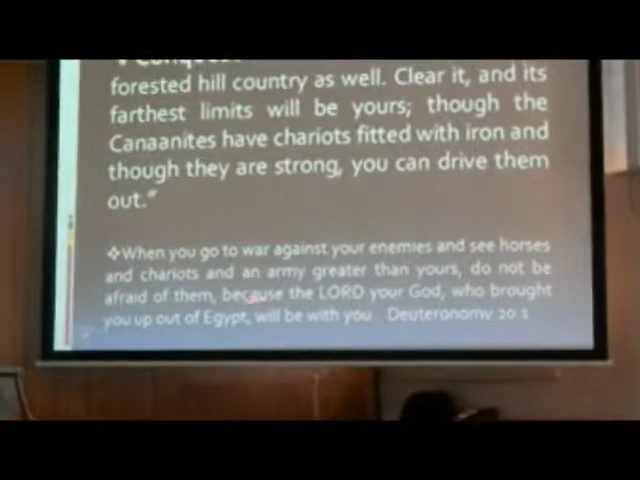 forested hill country as well. Clear it, and its
farthest limits will be yours; though the
Canaanites have chariots fitted with iron and
though they are strong, you can drive them
out."
❖When you go to war against your enemies and see horses
and chariots and an army greater than yours, do not be
afraid of them, because the LORD your God, who brought
you up out of Egypt, will be with you Deuteronomy 20 1